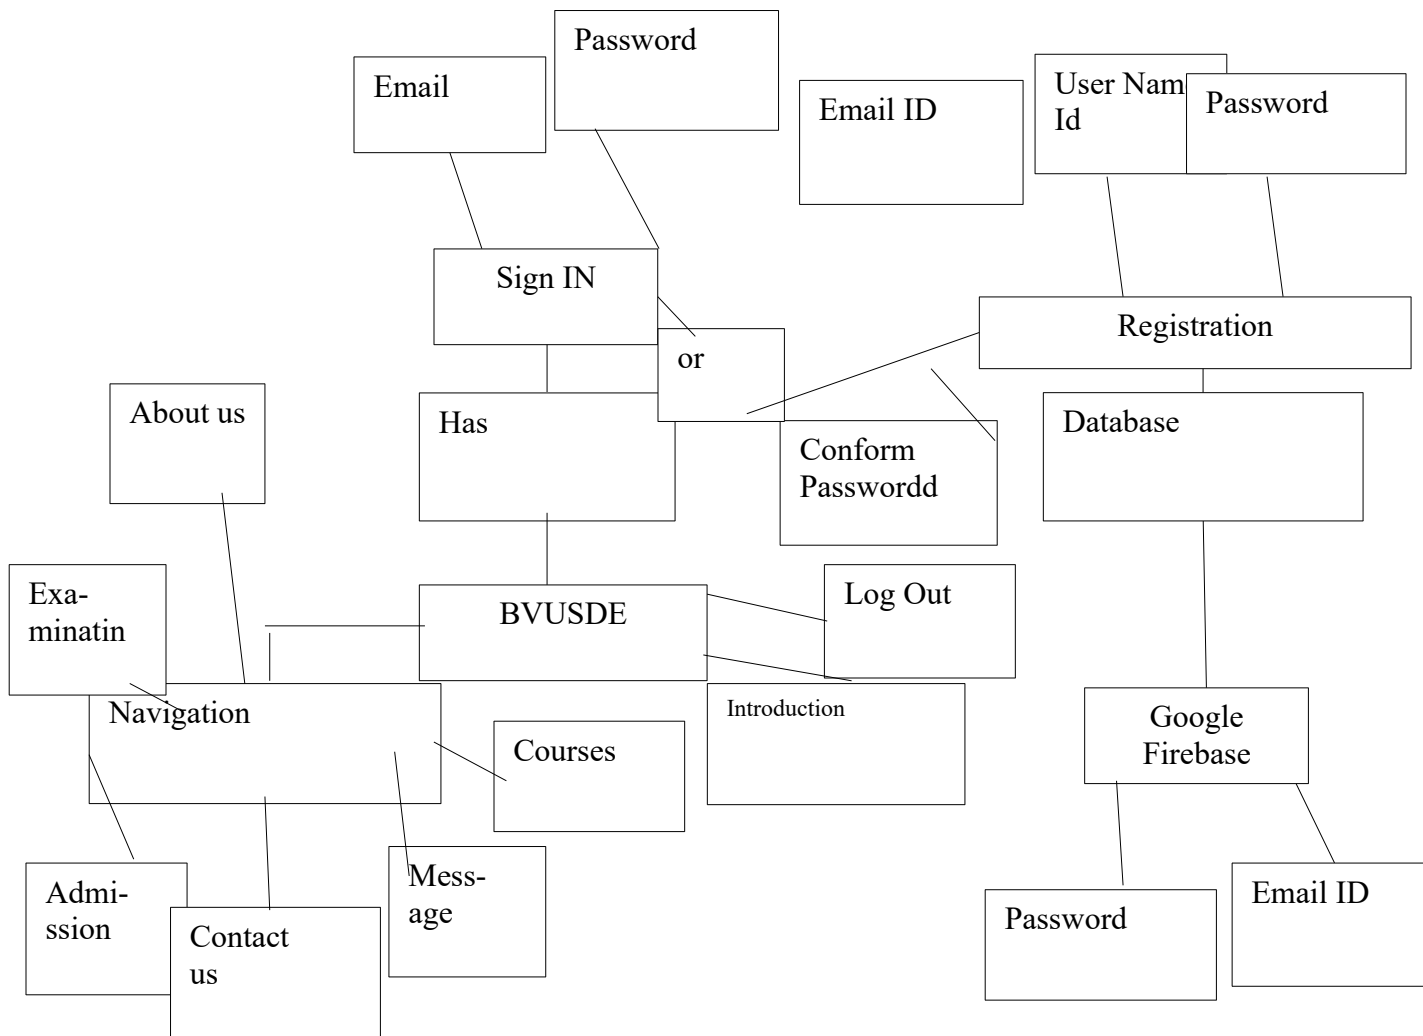 Password
Email
User Nam
Id
Password
Email ID
Sign IN
Registration
or
About us
Has
Database
Conform
Passwordd
Exa-
minatin
BVUSDE
Log Out
Navigation
Introduction
Courses
Google
Firebase
Admi-
ssion
Contact
us
Mess-
age
Password
Email ID